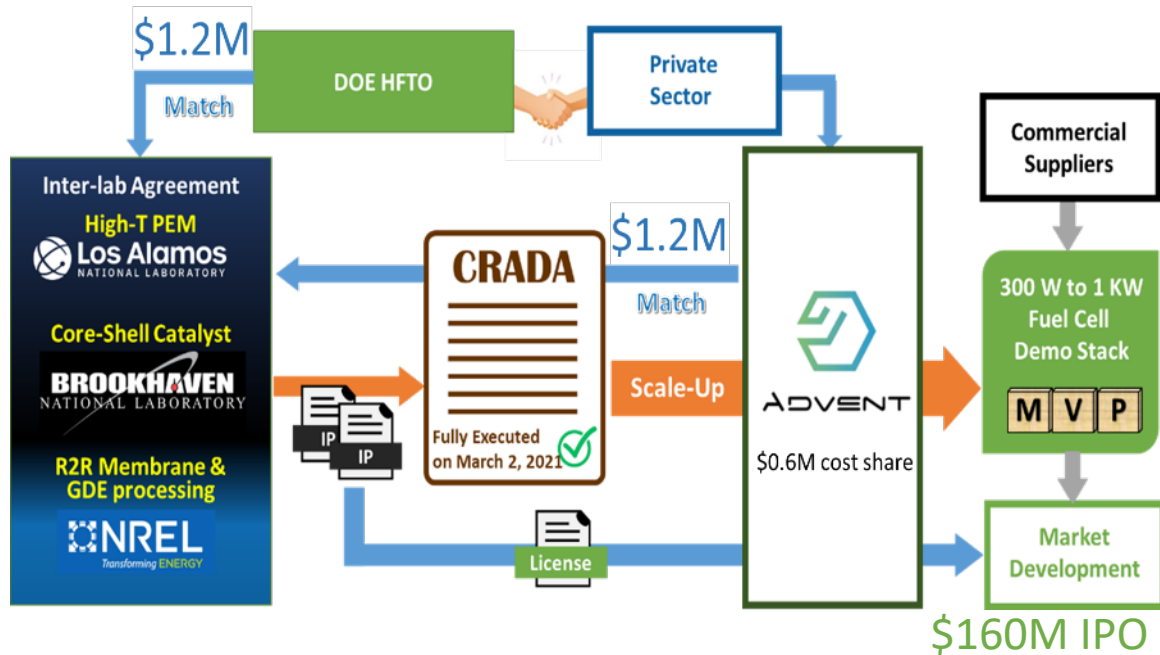 $1.2M
Match
DOE HFTO
Private
Sector
Commercial
Suppliers
Inter-lab Agreement
High-T PEM
Los Alamos
NATIONAL LABORATORY
Core-Shell Catalyst
BROOKHAVEN
NATIONAL LABORATORY
R2R Membrane &
GDE processing
NREL
Transforming ENERGY
CRADA
Fully Executed
on March 2, 2021
IP
IP
License
$1.2M
Match
Scale-Up
ADVENT
$0.6M cost share
300 W to 1 KW
Fuel Cell
Demo Stack
M V P
Market
Development
$160M IPO